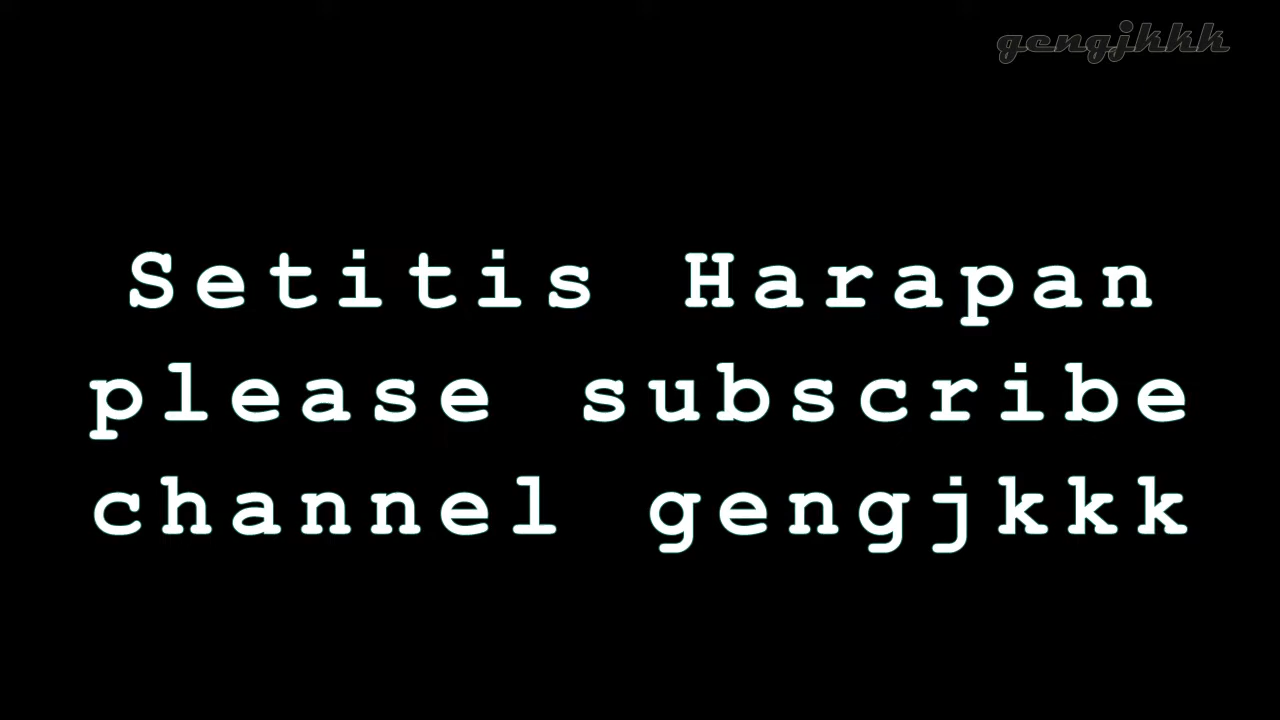 gengjkkk
Setitis Harapan
please subscribe
channel gengjkkk